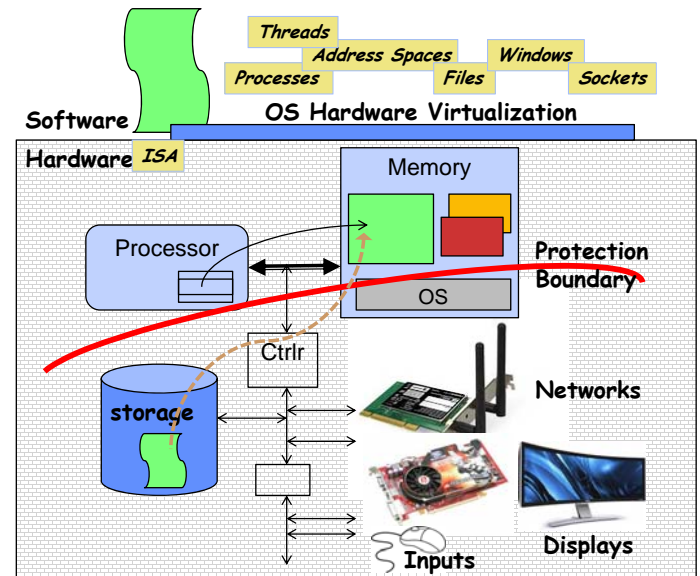 Threads
Address Spaces
Windows
Processes
Files
Sockets
OS Hardware Virtualization
Software
Hardware
ISA
Memory
Processor
Protection
Boundary
OS
Ctrlr
Networks
storage
Displays
Inputs